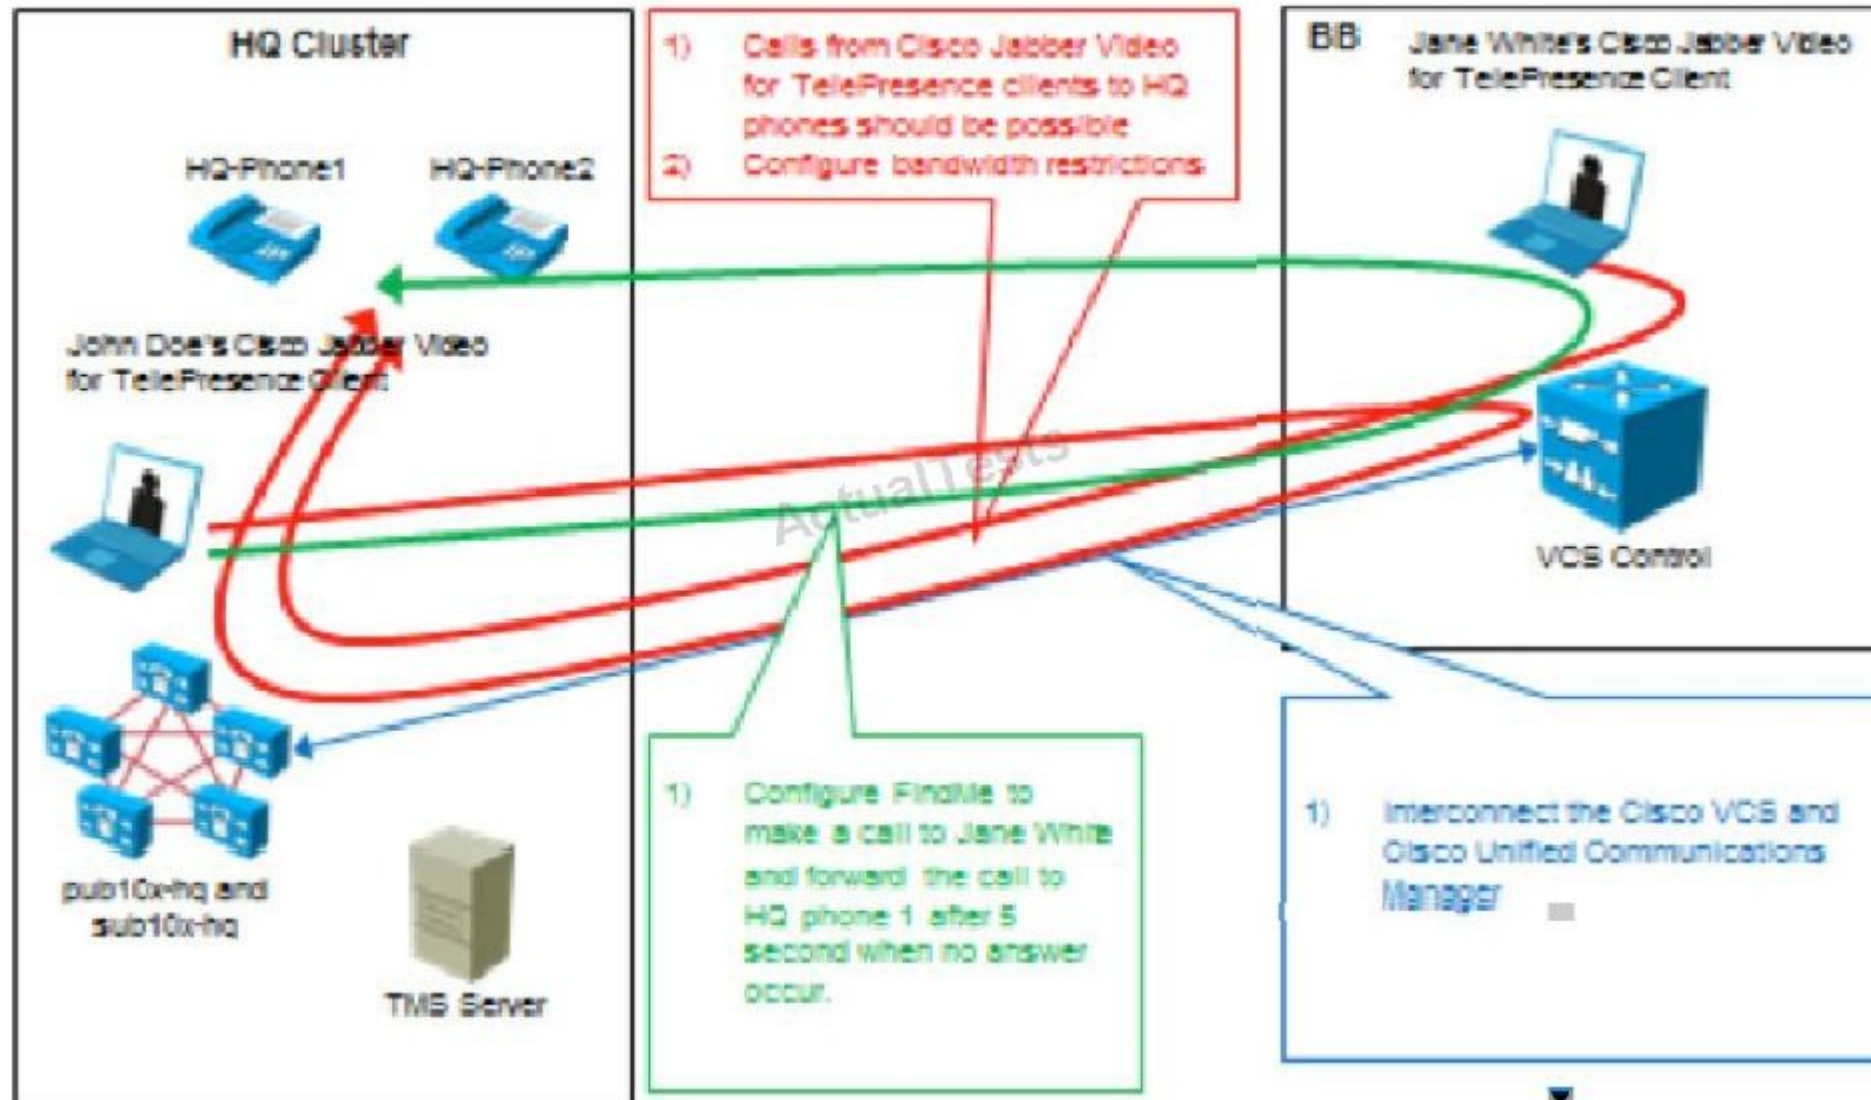 HQ Cluster
HQ-Phone1
HQ-Phone2
John Doe's Cisco Jabber Video
for TelePresence Client
pub10x-hq and
sub10x-hq
TMS Server
1) Calls from Cisco Jabber Video
for TelePresence clients to HQ
phones should be possible
2) Configure bandwidth restrictions
ActualTests
1) Configure FindMe to
make a call to Jane White
and forward the call to
HQ phone 1 after 5
second when no answer
occur.
BB
Jane White's Cisco Jabber Video
for TelePresence Client
VCS Control
1) Interconnect the Cisco VCS and
Cisco Unified Communications
Manager